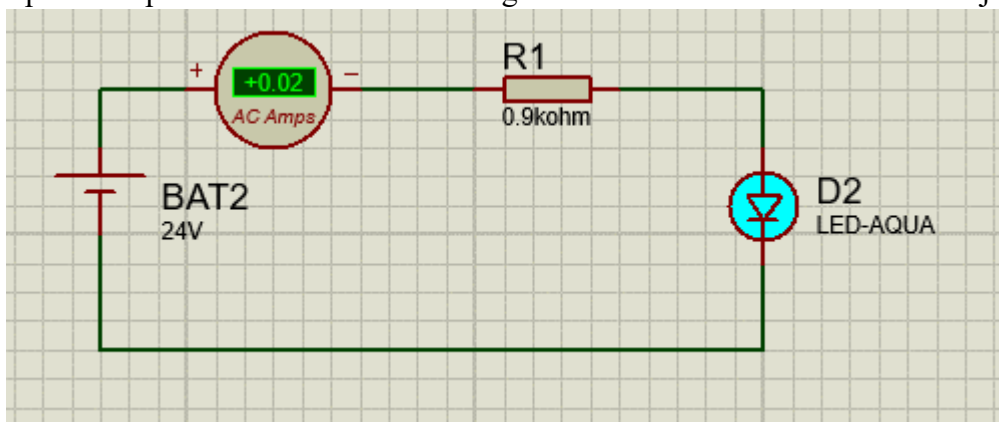 R1
+ +0.02 −
AC Amps
0.9kohm
BAT2
24V
D2
LED-AQUA